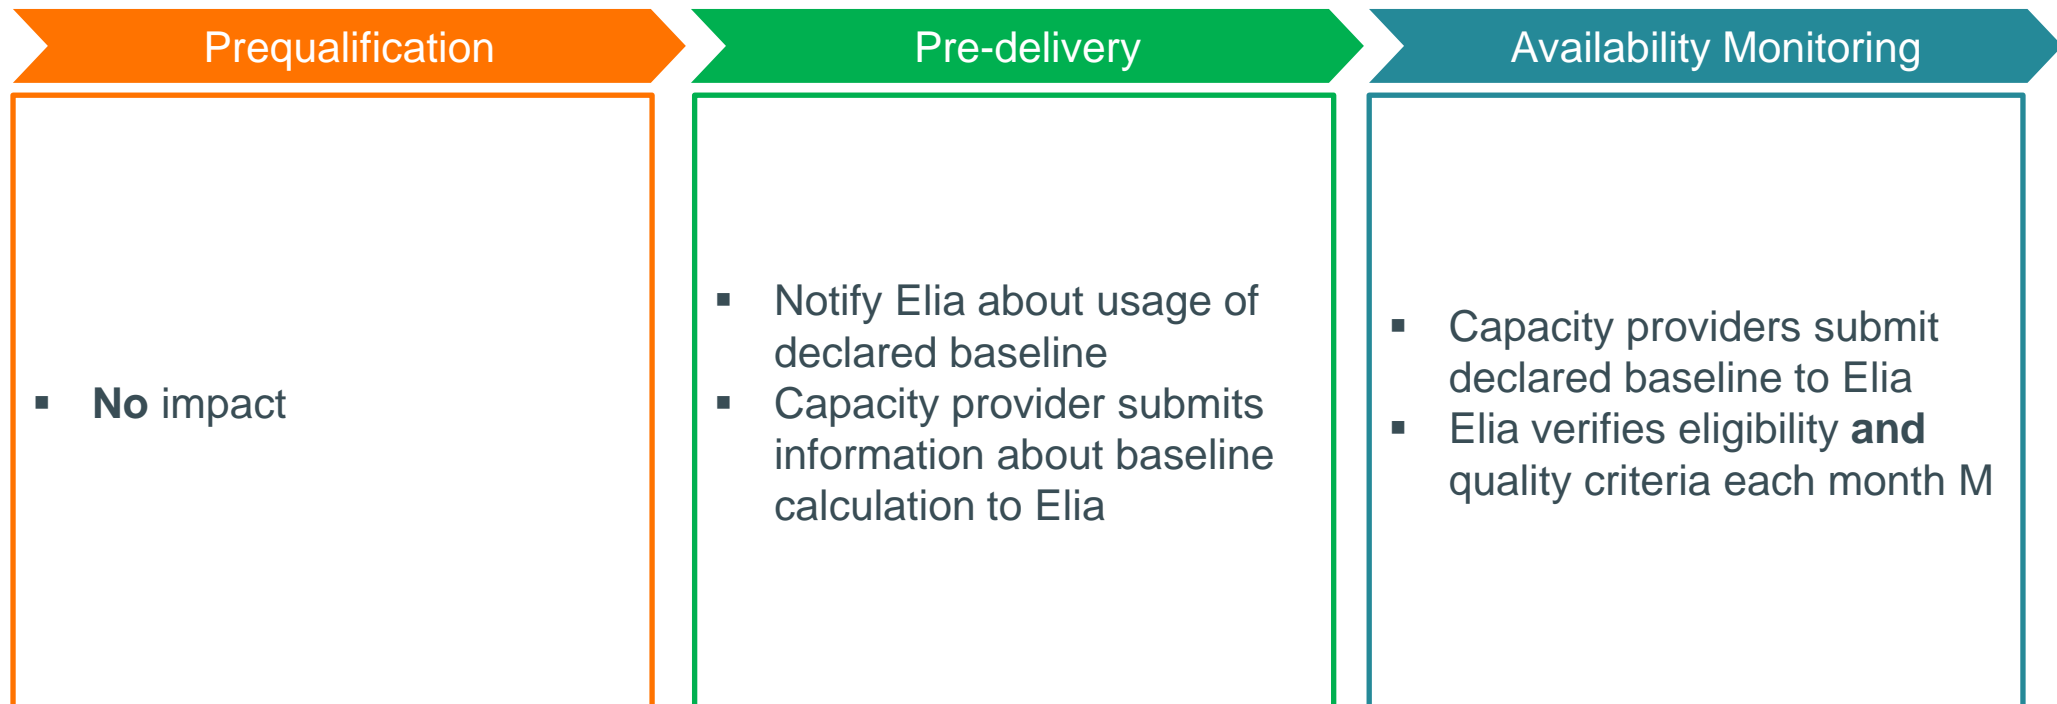 Prequalification
▪ No impact
Pre-delivery
▪ Notify Elia about usage of
declared baseline
▪ Capacity provider submits
information about baseline
calculation to Elia
Availability Monitoring
▪ Capacity providers submit
declared baseline to Elia
▪ Elia verifies eligibility and
quality criteria each month M